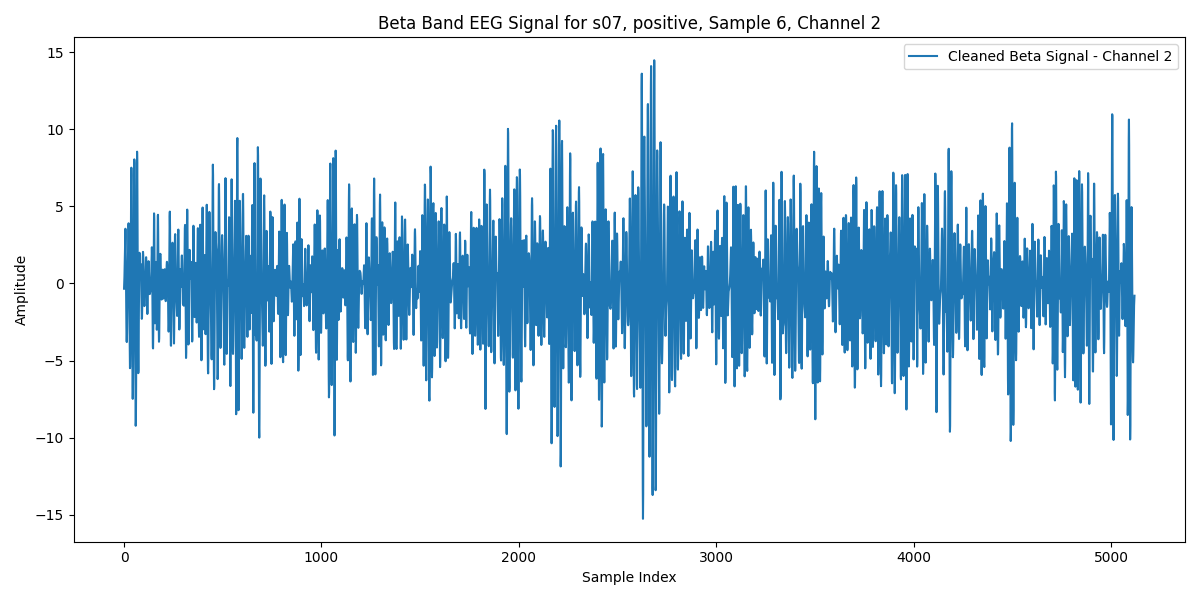 Beta Band EEG Signal for s07, positive, Sample 6, Channel 2
Cleaned Beta Signal - Channel 2
Amplitude
15
10
5
0
−5
−10
−15
0 1000 2000 3000 4000 5000
Sample Index